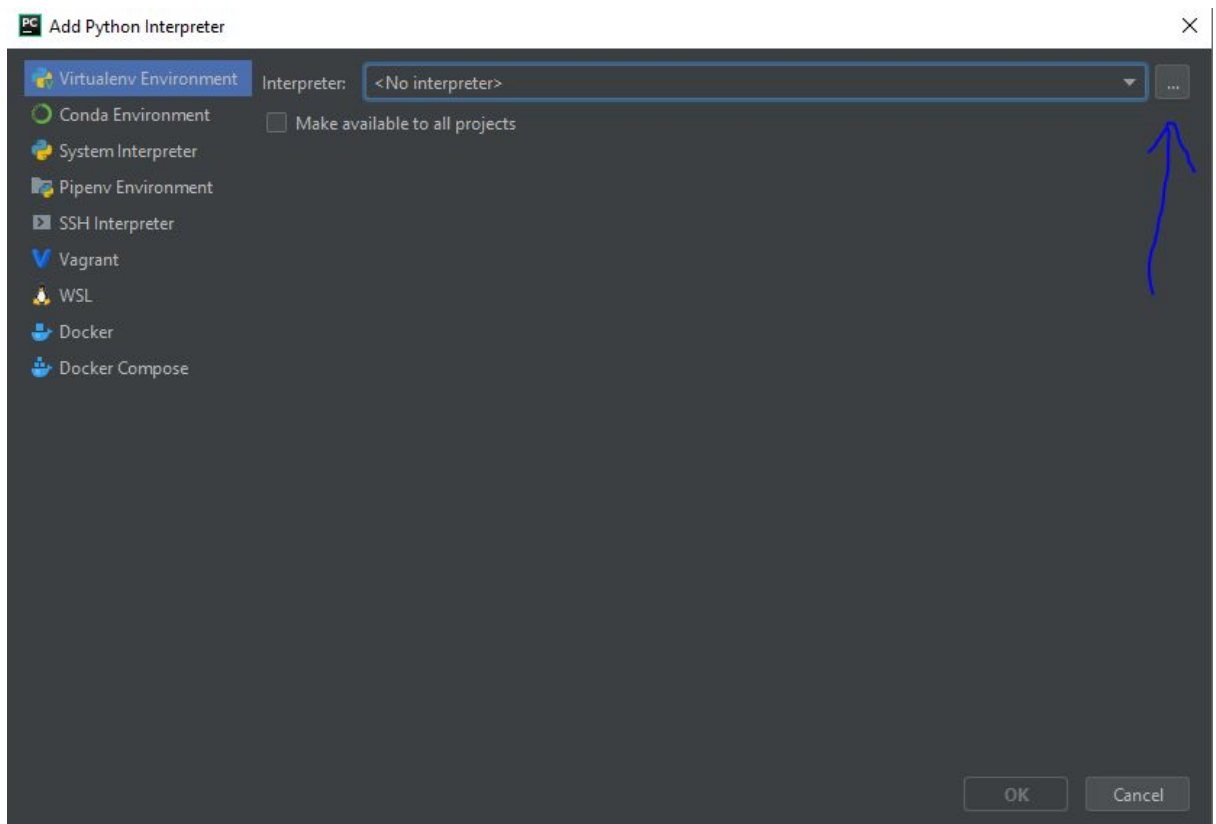 PC Add Python Interpreter
Virtualenv Environment
Interpreter: <No interpreter> ...
Conda Environment
Make available to all projects
System Interpreter
Pipenv Environment
SSH Interpreter
Vagrant
WSL
Docker
Docker Compose
OK Cancel